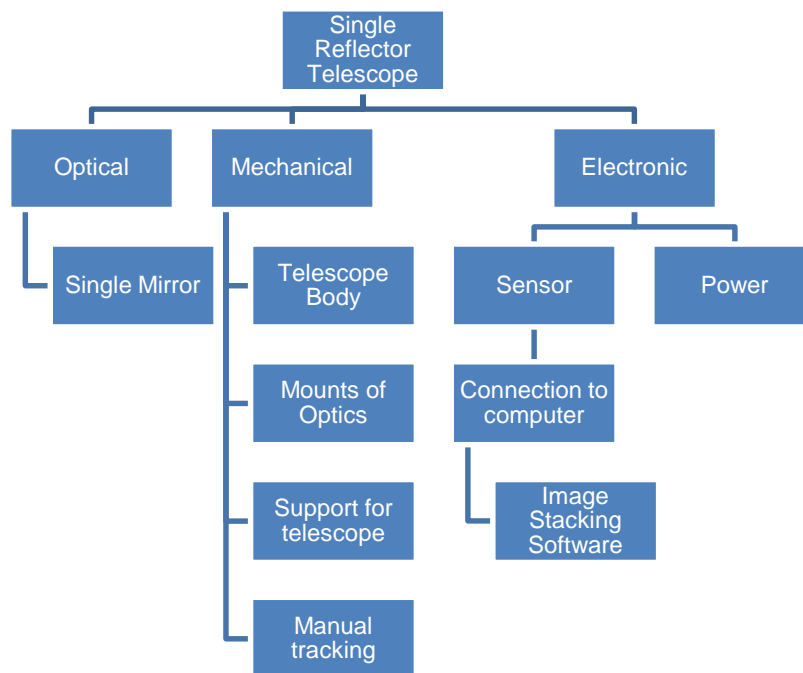 Single
Reflector
Telescope
Optical
Mechanical
Electronic
Single Mirror
Telescope
Body
Sensor
Power
Mounts of
Optics
Connection to
computer
Support for
telescope
Image
Stacking
Software
Manual
tracking